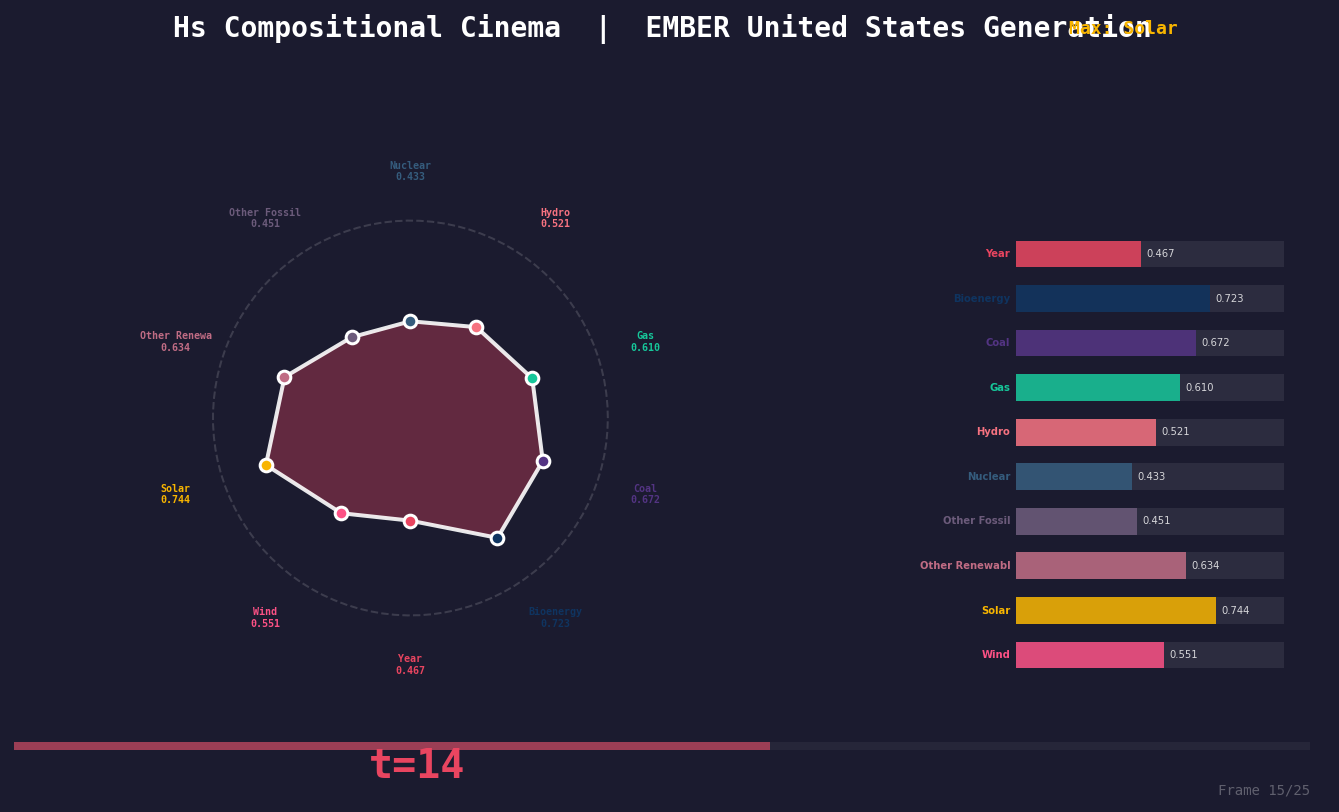 Hs Compositional Cinema | EMBER United States Generation
Max: Solar
Nuclear
0.433
Other Fossil
0.451
Hydro
0.521
Other Renewa
0.634
Gas
0.610
Solar
0.744
Coal
0.672
Wind
0.551
Bioenergy
0.723
Year
0.467
Year 0.467
Bioenergy 0.723
Coal 0.672
Gas 0.610
Hydro 0.521
Nuclear 0.433
Other Fossil 0.451
Other Renewabl 0.634
Solar 0.744
Wind 0.551
t=14
Frame 15/25